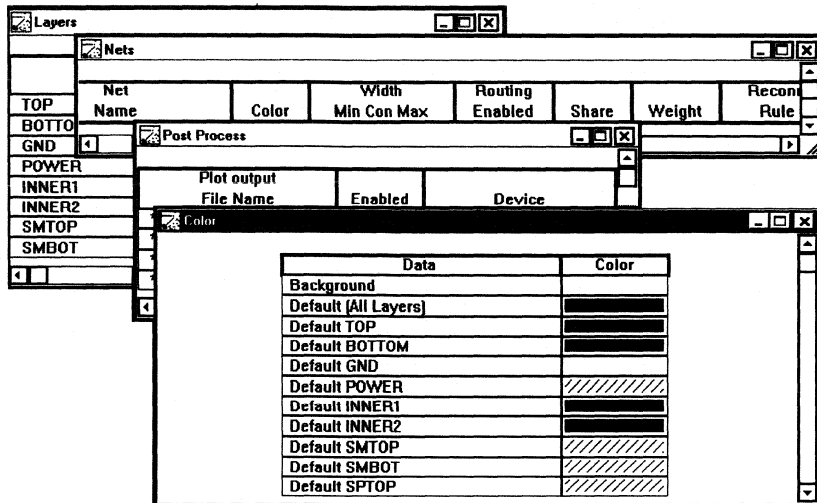 Layers
TOP
BOTTO
GND
POWER
INNER1
INNER2
SMTOP
SMBOT
Nets
Net Name
Color
Width Min Con Max
Routing Enabled
Share
Weight
Recon Rule
Post Process
Plot output File Name
Enabled
Device
Color
Data Color
Background
Default (All Layers)
Default TOP
Default BOTTOM
Default GND
Default POWER
Default INNER1
Default INNER2
Default SMTOP
Default SMBOT
Default SPTOP